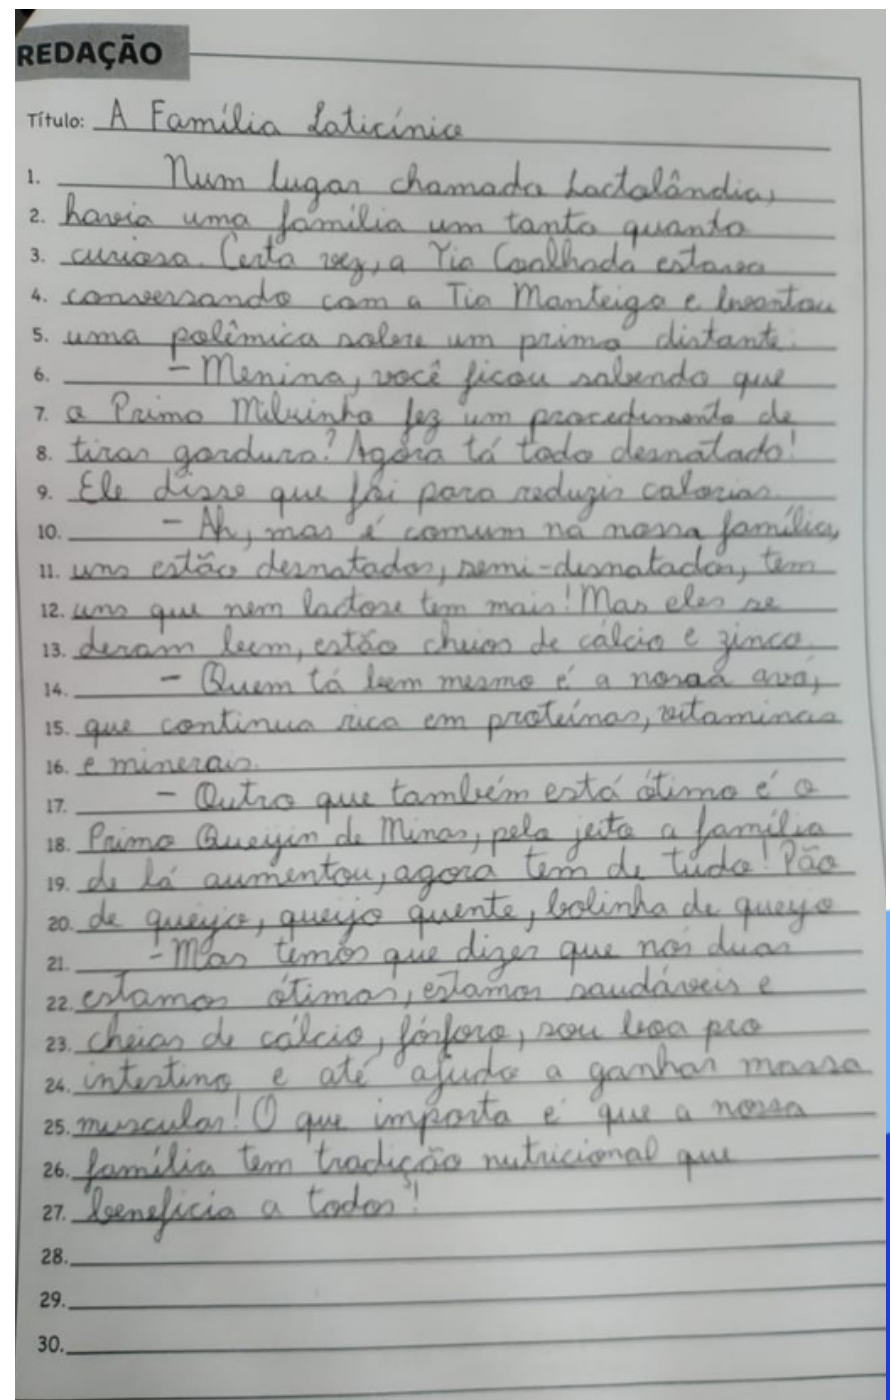 REDAÇÃO
Título: A Família Laticínica
1. Num lugar chamada Lactalândia,
2. havia uma família um tanto quanto
3. curiosa. Certa vez, a Tia Coalhada estava
4. conversando com a Tia Manteiga e levantou
5. uma polêmica sobre um primo distante.
6. – Menina, você ficou sabendo que
7. o Primo Milkinho fez um procedimento de
8. tirar gordura? Agora tá todo desnatado!
9. Ele disse que foi para reduzir calorias.
10. – Ah, mas é comum na nossa família,
11. uns estão desnatados, semi-desnatados, tem
12. uns que nem lactose tem mais! Mas eles se
13. deram bem, estão cheios de cálcio e zinco.
14. – Quem tá bem mesmo é a nossa avó,
15. que continua rica em proteínas, vitaminas
16. e minerais.
17. – Outro que também está ótimo é o
18. Primo Queijin de Minas, pelo jeito a família
19. de lá aumentou, agora tem de tudo! Pão
20. de queijo, queijo quente, bolinha de queijo
21. – Mas temos que dizer que nós duas
22. estamos ótimas, estamos saudáveis e
23. cheias de cálcio, fósforo, sou boa pro
24. intestino e até ajudo a ganhar massa
25. muscular! O que importa é que a nossa
26. família tem tradição nutricional que
27. beneficia a todos!
28.
29.
30.